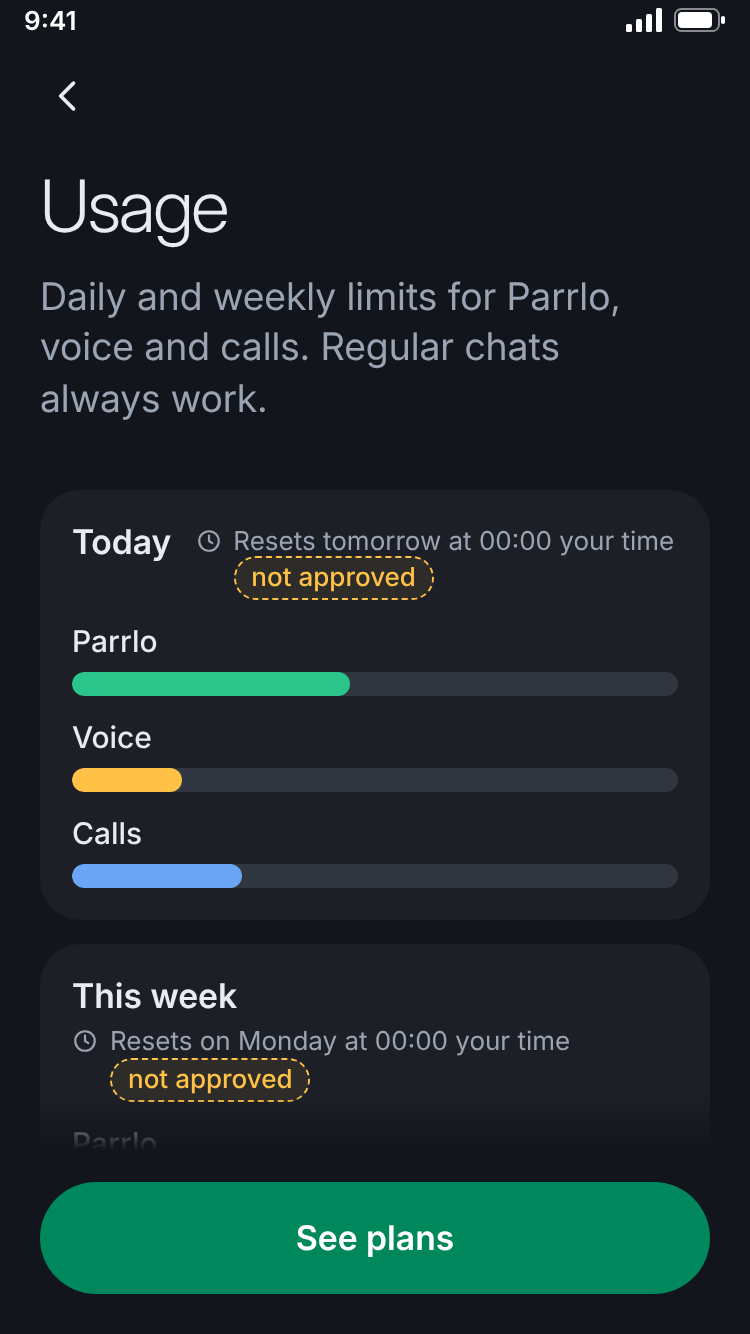 9:41
Usage
Daily and weekly limits for Parrlo,
voice and calls. Regular chats
always work.
Today Resets tomorrow at 00:00 your time
not approved
Parrlo
Voice
Calls
This week
Resets on Monday at 00:00 your time
not approved
Parrlo
See plans